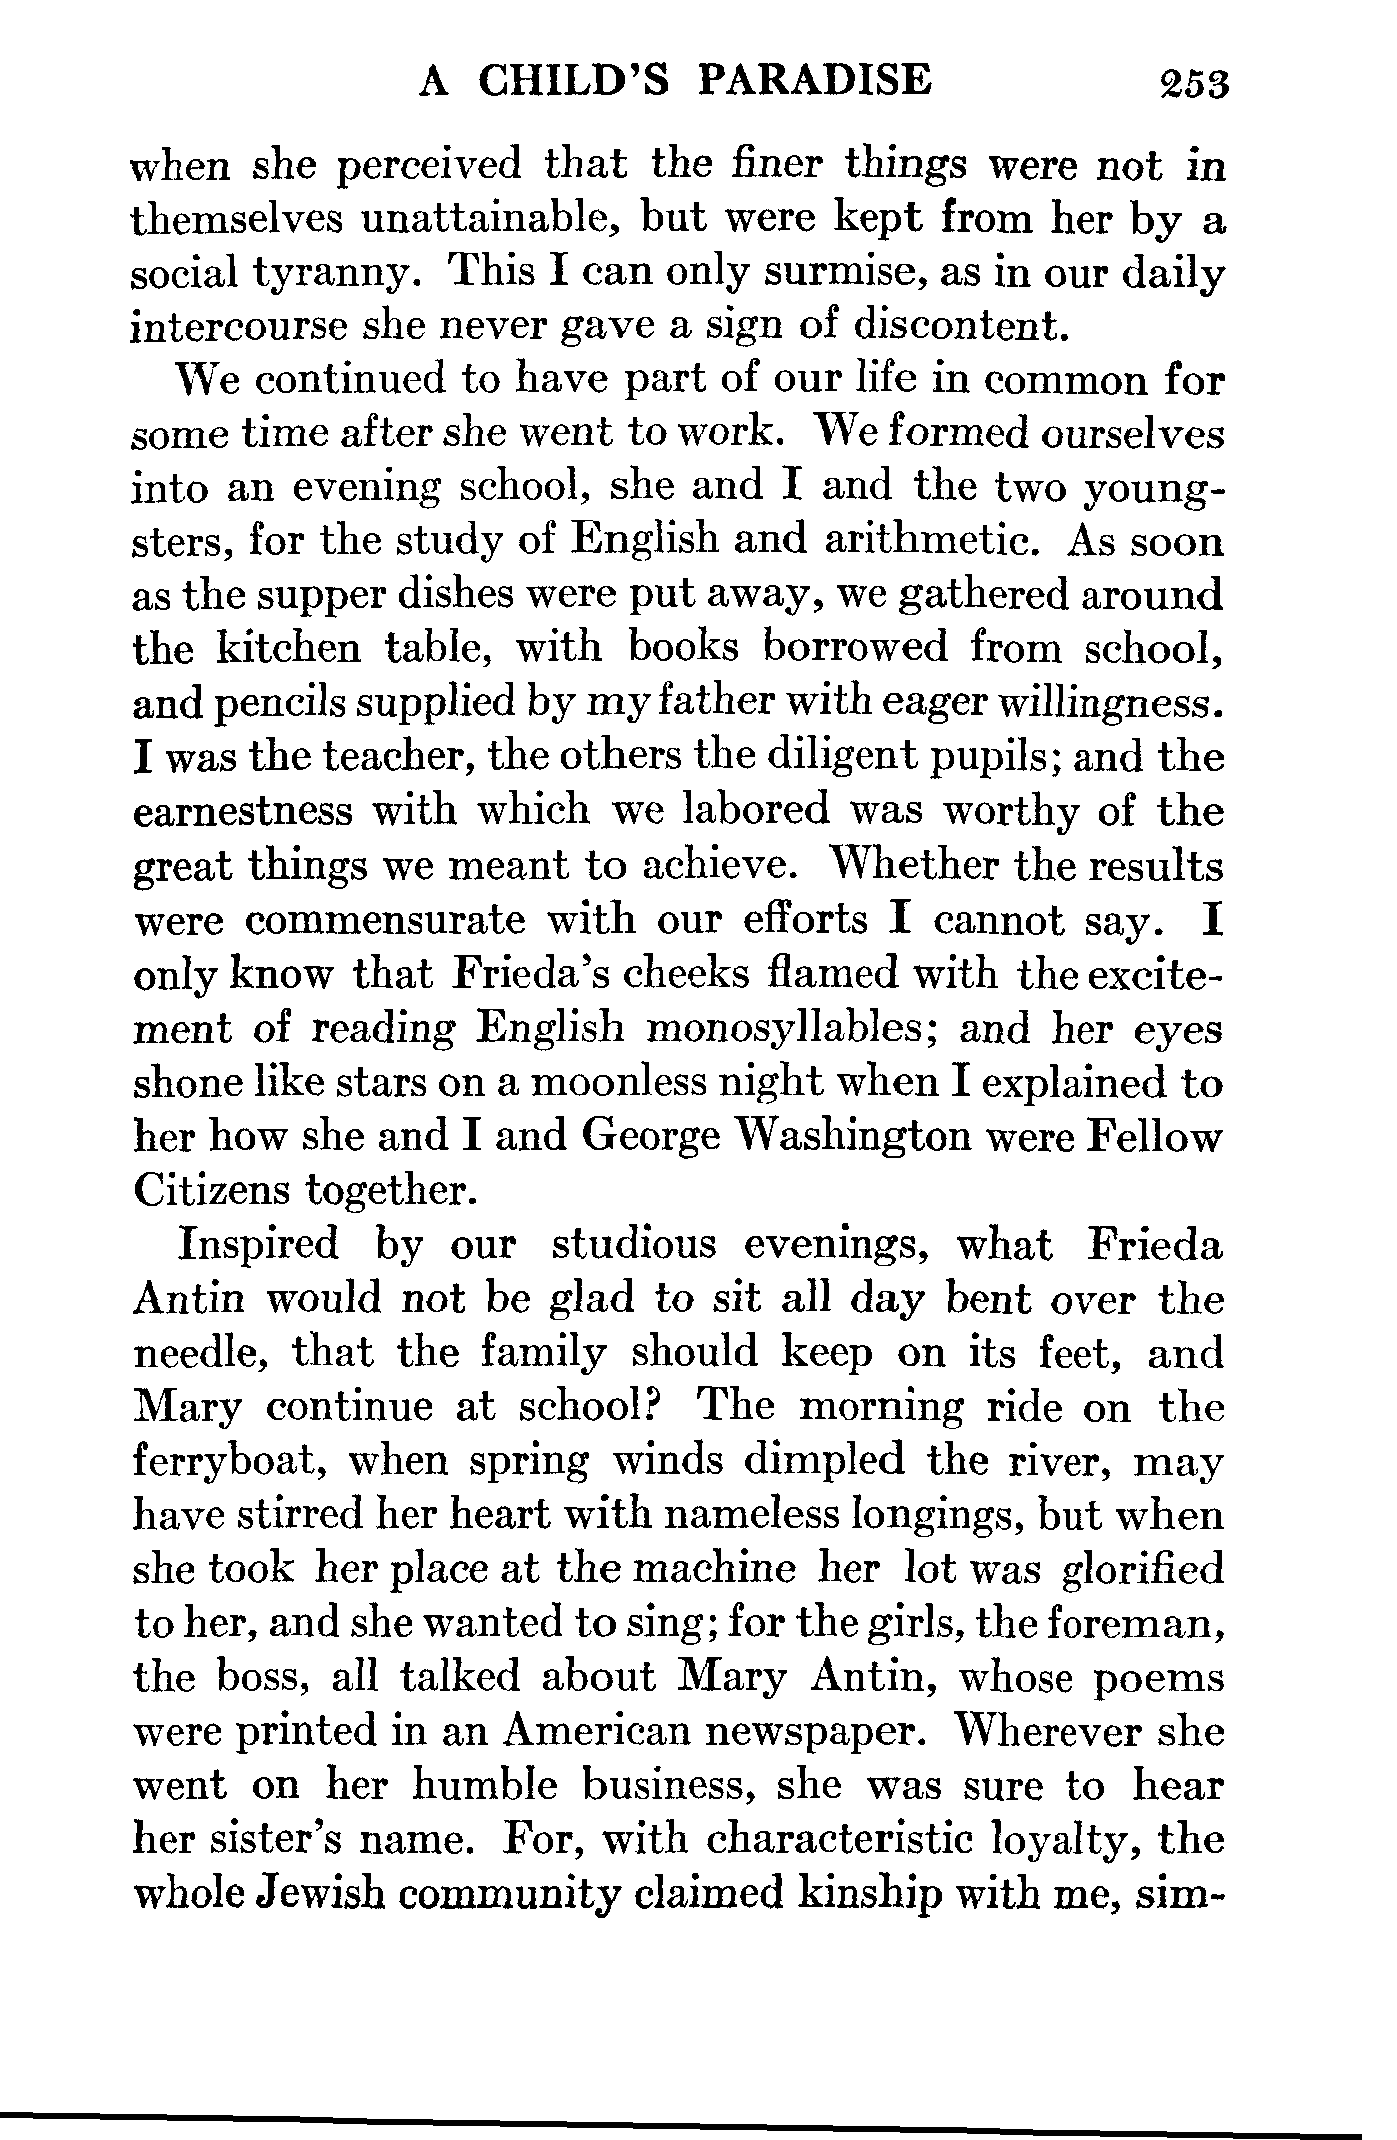 A CHILD'S PARADISE 253
when she perceived that the finer things were not in
themselves unattainable, but were kept from her by a
social tyranny. This I can only surmise, as in our daily
intercourse she never gave a sign of discontent.
We continued to have part of our life in common for
some time after she went to work. We formed ourselves
into an evening school, she and I and the two young-
sters, for the study of English and arithmetic. As soon
as the supper dishes were put away, we gathered around
the kitchen table, with books borrowed from school,
and pencils supplied by my father with eager willingness.
I was the teacher, the others the diligent pupils; and the
earnestness with which we labored was worthy of the
great things we meant to achieve. Whether the results
were commensurate with our efforts I cannot say. I
only know that Frieda's cheeks flamed with the excite-
ment of reading English monosyllables; and her eyes
shone like stars on a moonless night when I explained to
her how she and I and George Washington were Fellow
Citizens together.
Inspired by our studious evenings, what Frieda
Antin would not be glad to sit all day bent over the
needle, that the family should keep on its feet, and
Mary continue at school? The morning ride on the
ferryboat, when spring winds dimpled the river, may
have stirred her heart with nameless longings, but when
she took her place at the machine her lot was glorified
to her, and she wanted to sing; for the girls, the foreman,
the boss, all talked about Mary Antin, whose poems
were printed in an American newspaper. Wherever she
went on her humble business, she was sure to hear
her sister's name. For, with characteristic loyalty, the
whole Jewish community claimed kinship with me, sim-